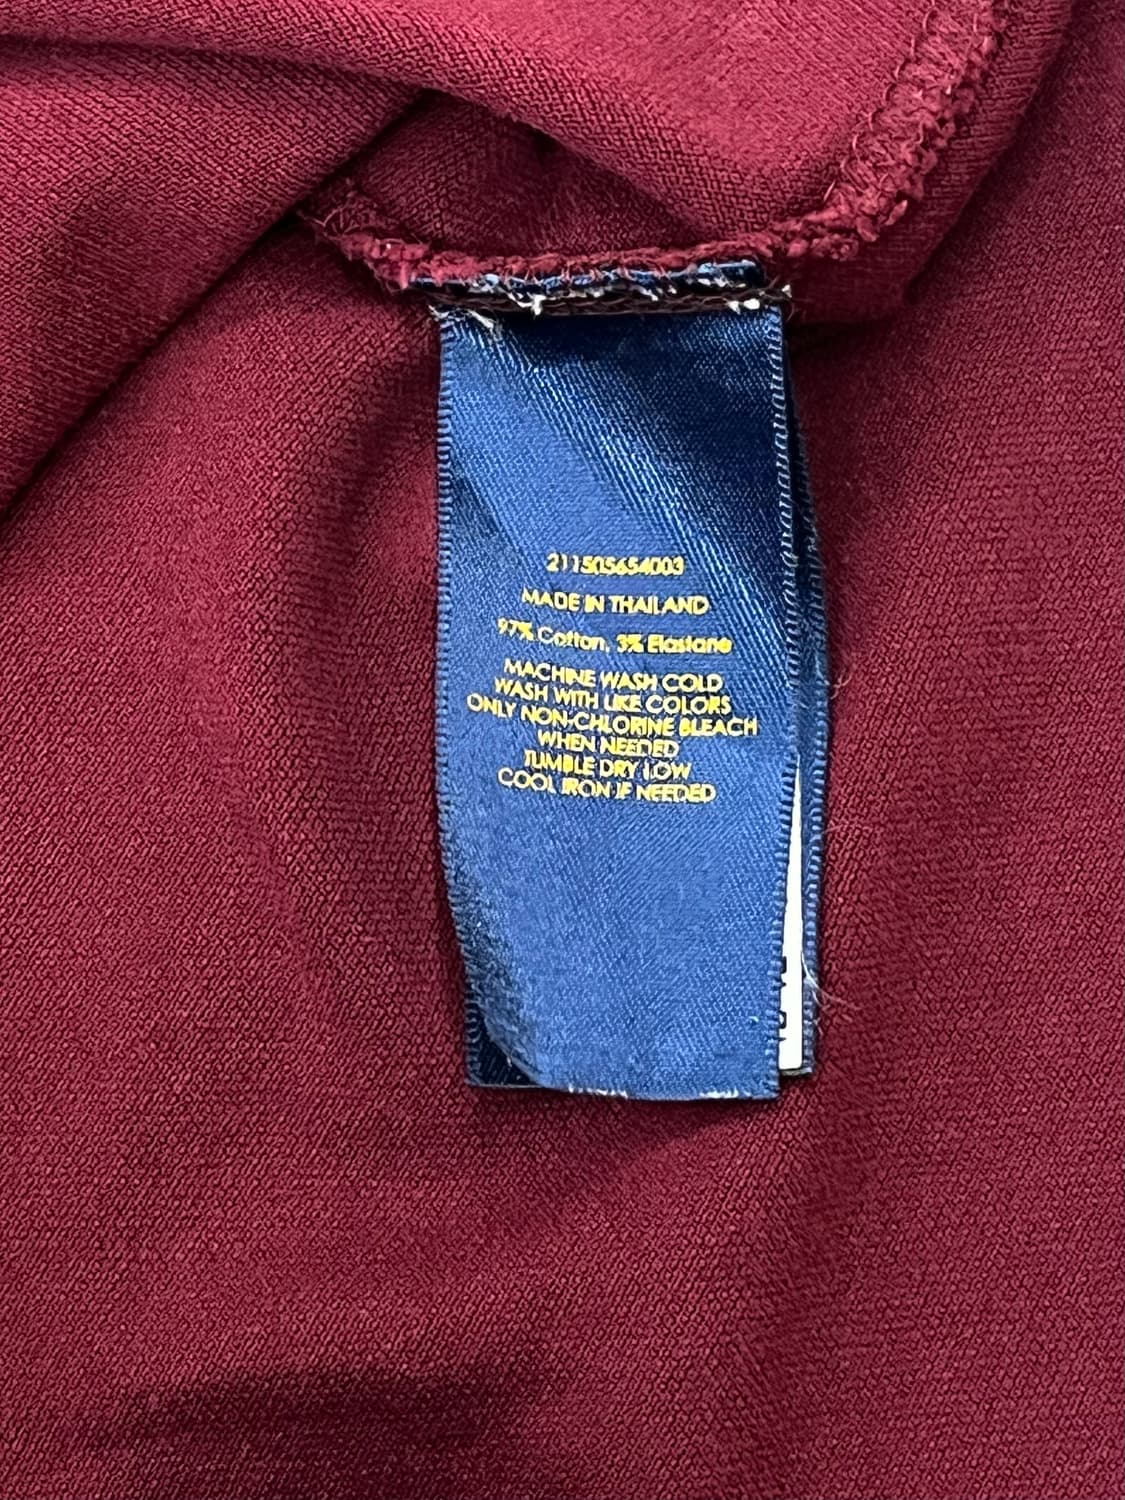 211505654003
MADE IN THAILAND
97% Cotton, 3% Elastane
MACHINE WASH COLD
WASH WITH LIKE COLORS
ONLY NON-CHLORINE BLEACH
WHEN NEEDED
TUMBLE DRY LOW
COOL IRON IF NEEDED